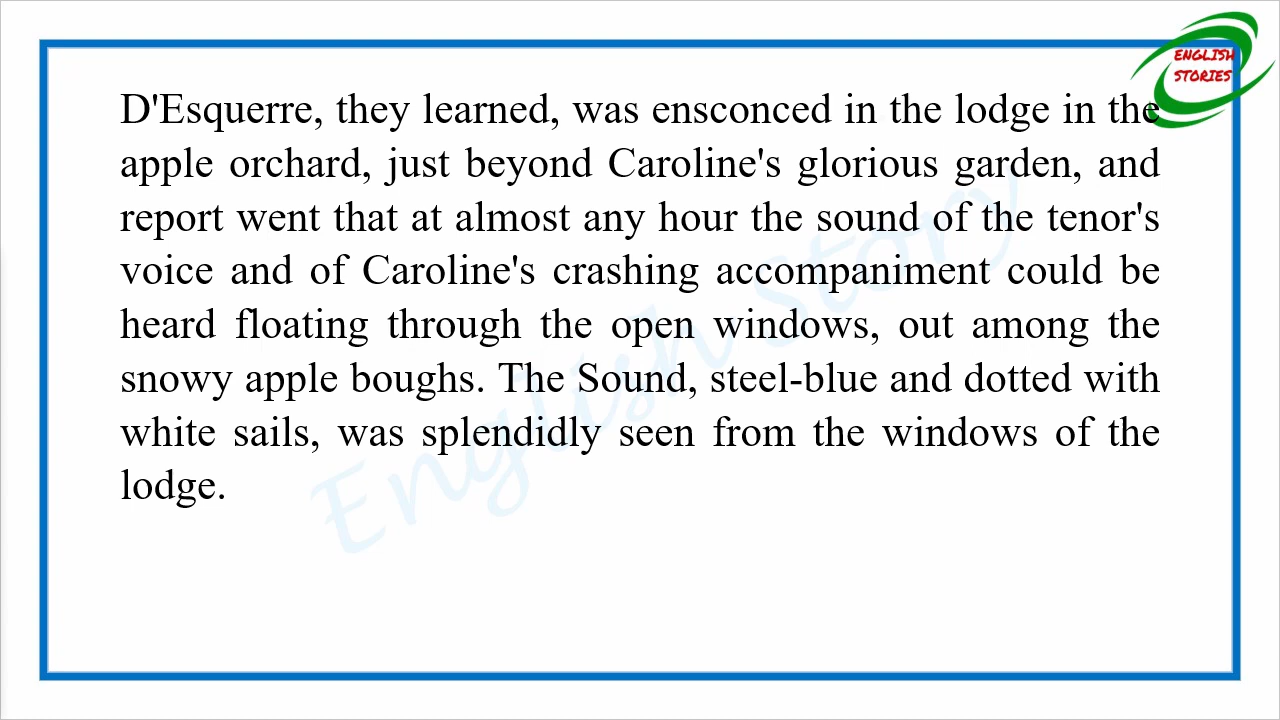 ENGLISH
STORIES
D'Esquerre, they learned, was ensconced in the lodge in the
apple orchard, just beyond Caroline's glorious garden, and
report went that at almost any hour the sound of the tenor's
voice and of Caroline's crashing accompaniment could be
heard floating through the open windows, out among the
snowy apple boughs. The Sound, steel-blue and dotted with
white sails, was splendidly seen from the windows of the
lodge.
English Story